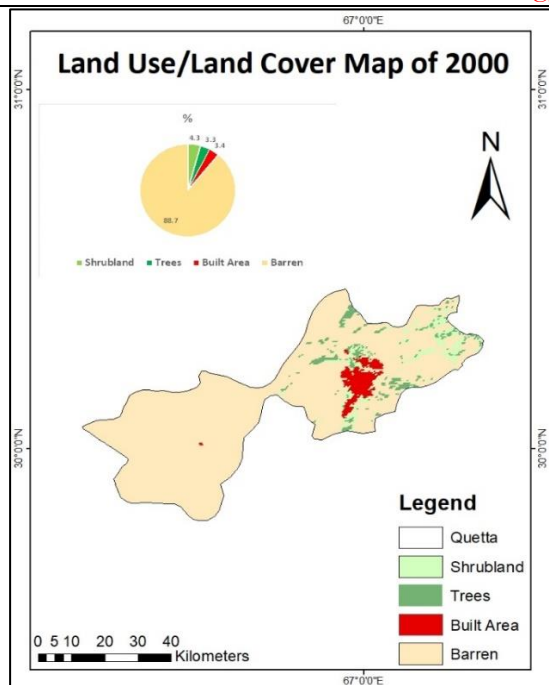 67°0'0"E
Land Use/Land Cover Map of 2000
31°0'0"N
31°0'0"N
%
4.3 3.3 3.4
88.7
Shrubland Trees Built Area Barren
N
30°0'0"N
30°0'0"N
Legend
Quetta
Shrubland
Trees
Built Area
Barren
0 5 10 20 30 40
Kilometers
67°0'0"E